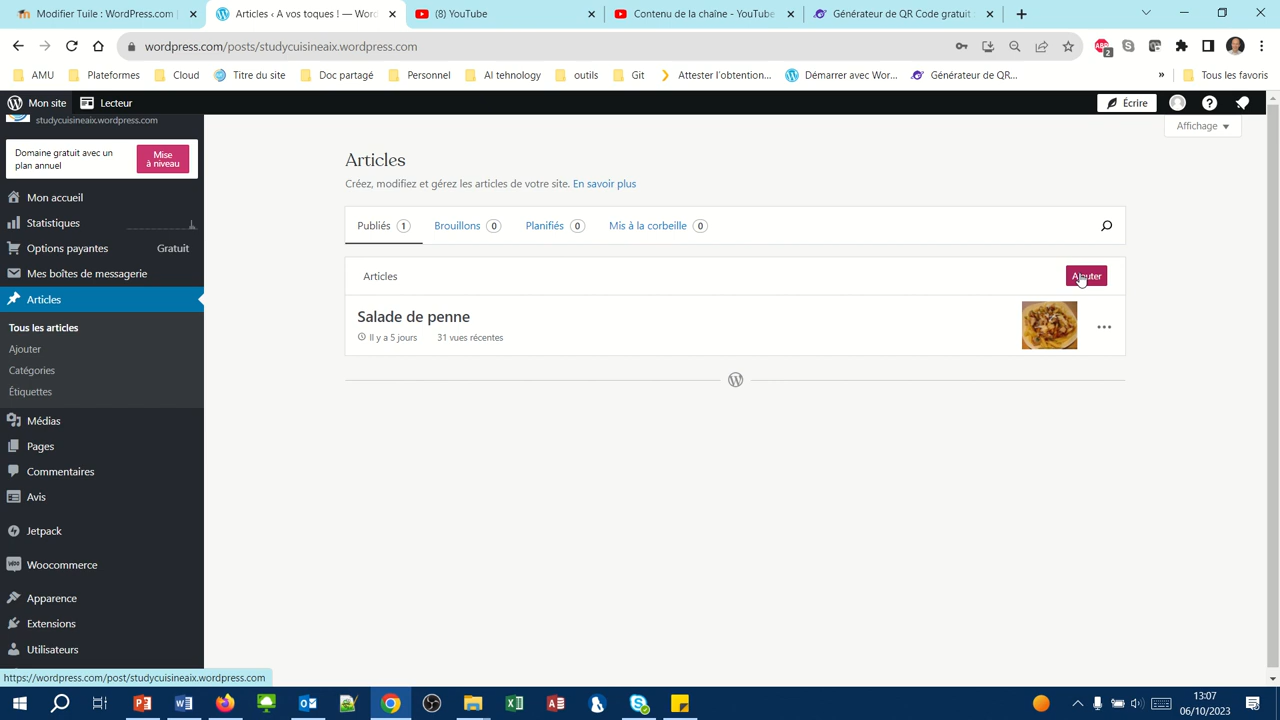 Modifier Tuile : Wordpress.com
Articles ‹ A vos toques ! — Word
(8) YouTube
Contenu de la chaîne - YouTube
Générateur de QR Code gratuit :
wordpress.com/posts/studycuisineaix.wordpress.com
2
AMU
Plateformes
Cloud
Titre du site
Doc partagé
Personnel
AI tehnology
outils
Git
Attester l'obtention...
Démarrer avec Wor...
Générateur de QR...
»
Tous les favoris
Mon site
Lecteur
Écrire
studycuisineaix.wordpress.com
Affichage
Domaine gratuit avec un
plan annuel
Mise
à niveau
Mon accueil
Statistiques
Options payantes
Gratuit
Mes boîtes de messagerie
Articles
Tous les articles
Ajouter
Catégories
Étiquettes
Médias
Pages
Commentaires
Avis
Jetpack
Woocommerce
Apparence
Extensions
Utilisateurs
Articles
Créez, modifiez et gérez les articles de votre site. En savoir plus
Publiés 1
Brouillons 0
Planifiés 0
Mis à la corbeille 0
Articles
Ajouter
Salade de penne
Il y a 5 jours
31 vues récentes
https://wordpress.com/post/studycuisineaix.wordpress.com
13:07
06/10/2023